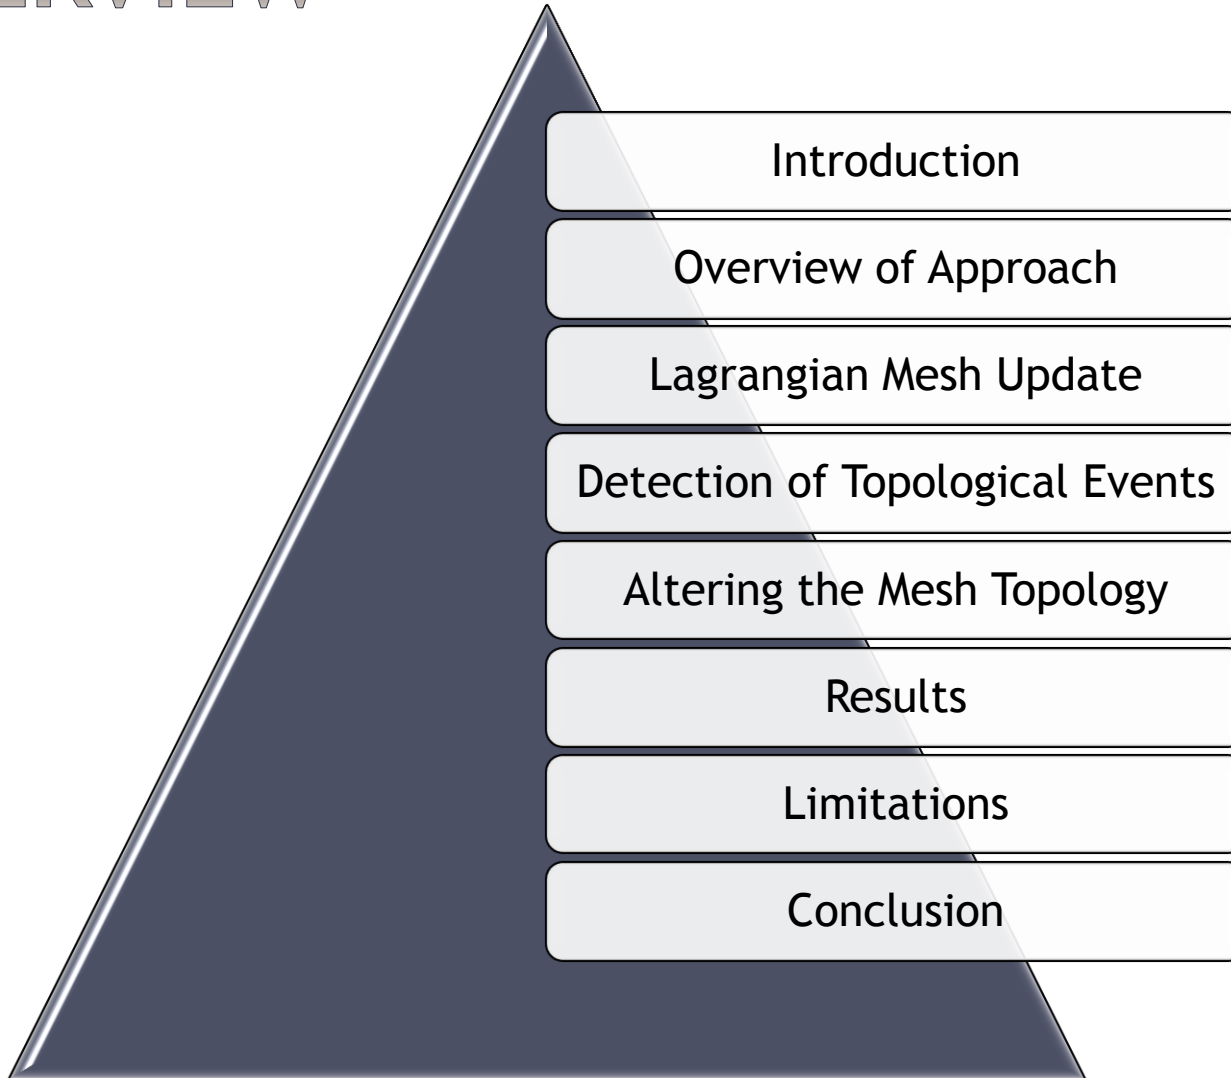 Introduction
Overview of Approach
Lagrangian Mesh Update
Detection of Topological Events
Altering the Mesh Topology
Results
Limitations
Conclusion